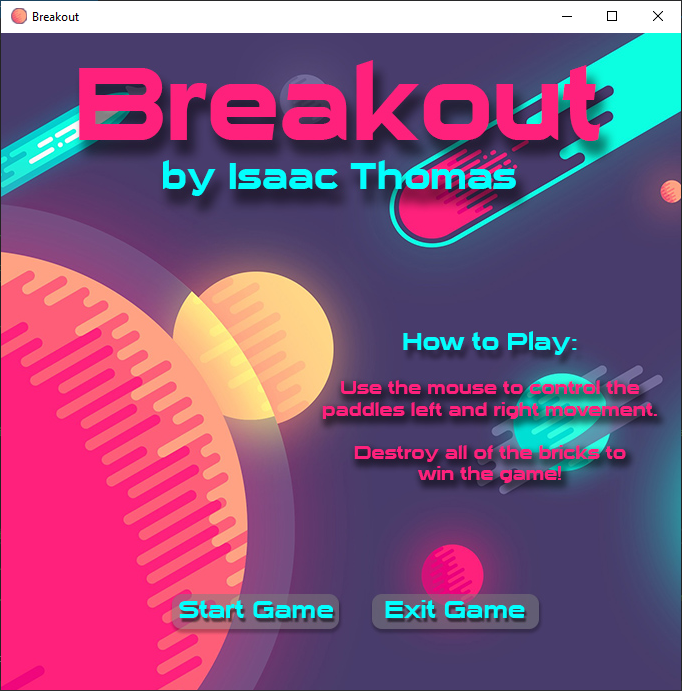 Breakout
Breakout
by Isaac Thomas
How to Play:
Use the mouse to control the
paddles left and right movement.
Destroy all of the bricks to
win the game!
Start Game
Exit Game